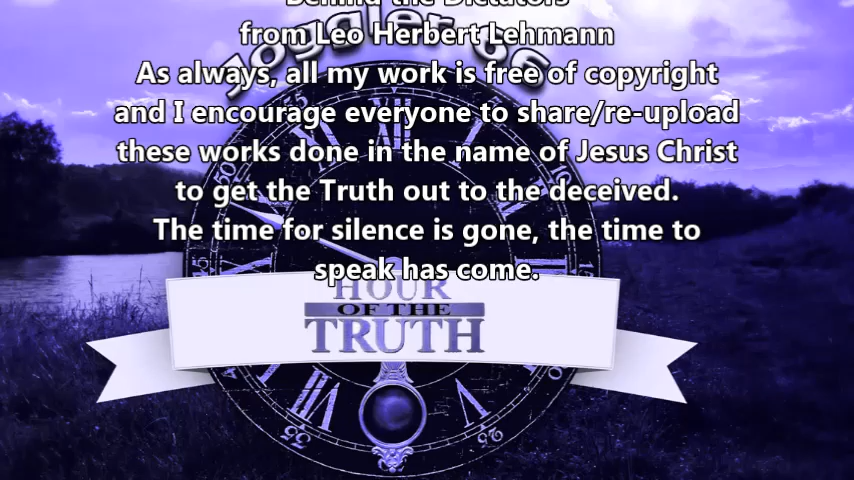 Behind the Dictators
from Leo Herbert Lehmann
As always, all my work is free of copyright
and I encourage everyone to share/re-upload
these works done in the name of Jesus Christ
to get the Truth out to the deceived.
The time for silence is gone, the time to
speak has come.
HOUR
OF THE
TRUTH